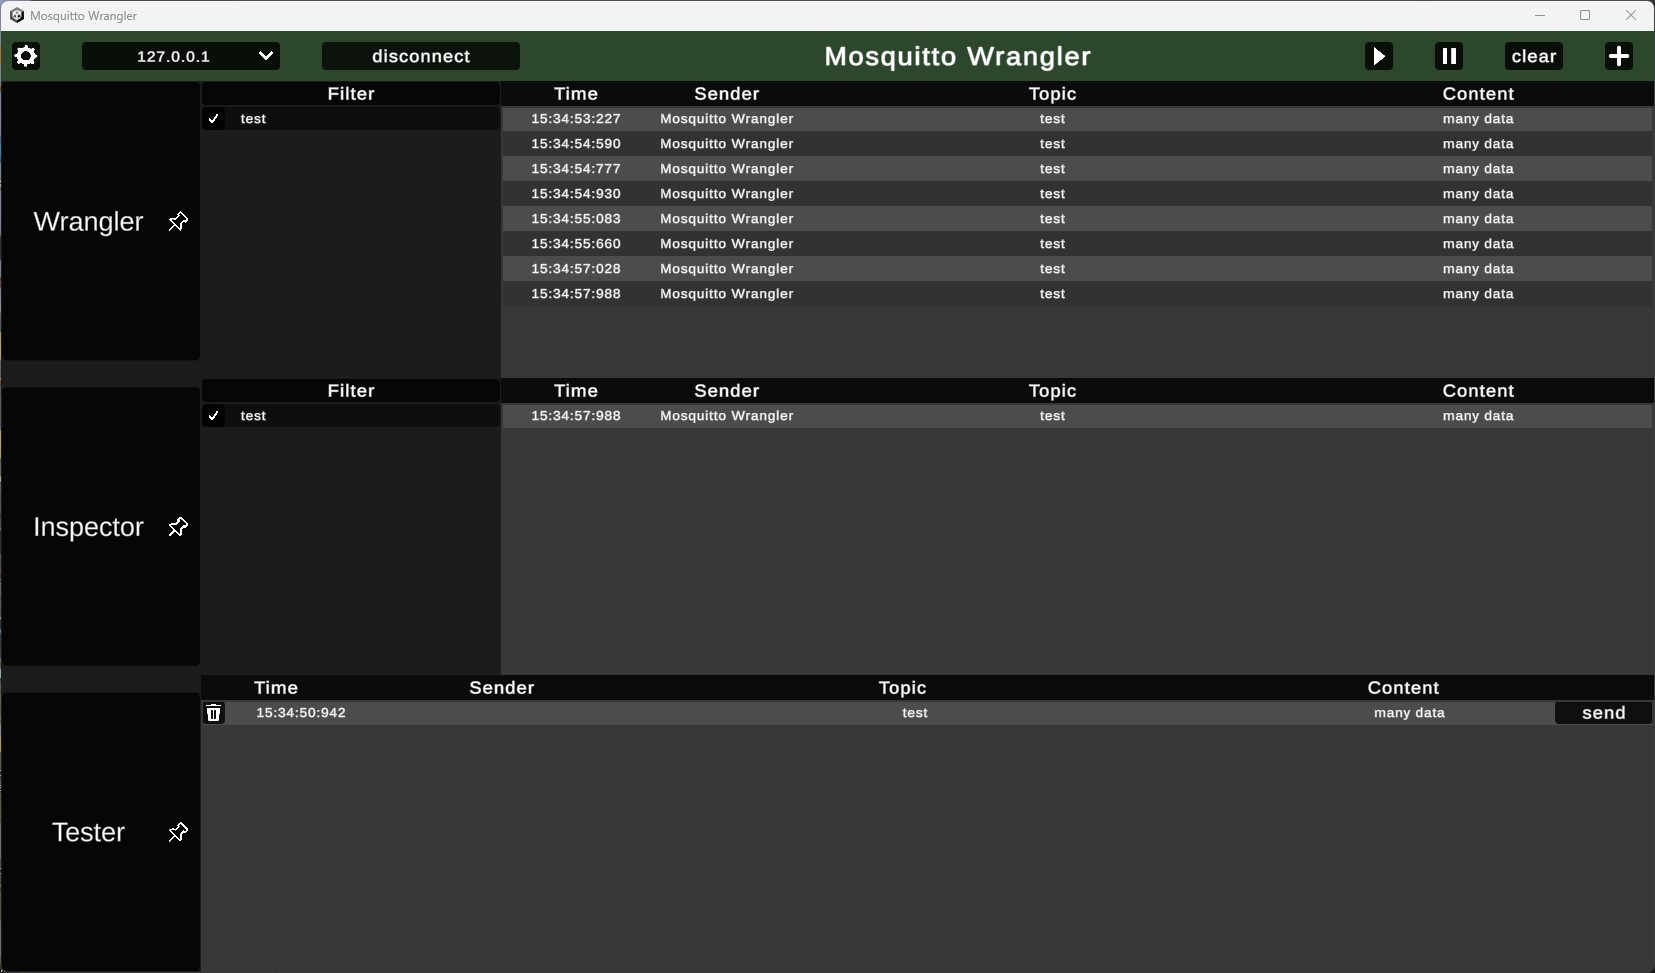 Mosquitto Wrangler
127.0.0.1 disconnect Mosquitto Wrangler clear
Wrangler
Filter
test
Time Sender Topic Content
15:34:53:227 Mosquitto Wrangler test many data
15:34:54:590 Mosquitto Wrangler test many data
15:34:54:777 Mosquitto Wrangler test many data
15:34:54:930 Mosquitto Wrangler test many data
15:34:55:083 Mosquitto Wrangler test many data
15:34:55:660 Mosquitto Wrangler test many data
15:34:57:028 Mosquitto Wrangler test many data
15:34:57:988 Mosquitto Wrangler test many data
Inspector
Filter
test
Time Sender Topic Content
15:34:57:988 Mosquitto Wrangler test many data
Tester
Time Sender Topic Content
15:34:50:942 test many data send